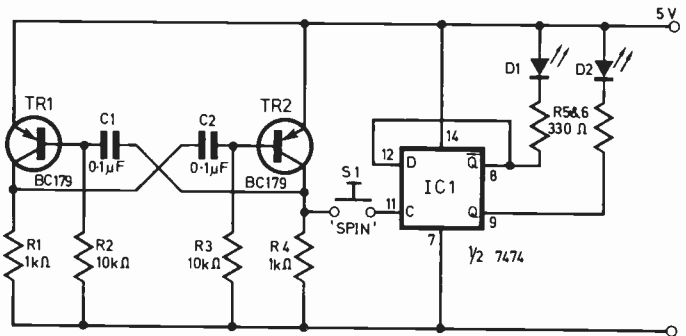 5 V
TR1
C1
0·1µF
BC179
C2
0·1µF
TR2
BC179
D1
D2
R5&6
330 Ω
12
D
14
Q̅
8
IC1
S1
'SPIN'
11
C
Q
9
7
½ 7474
R1
1kΩ
R2
10kΩ
R3
10kΩ
R4
1kΩ